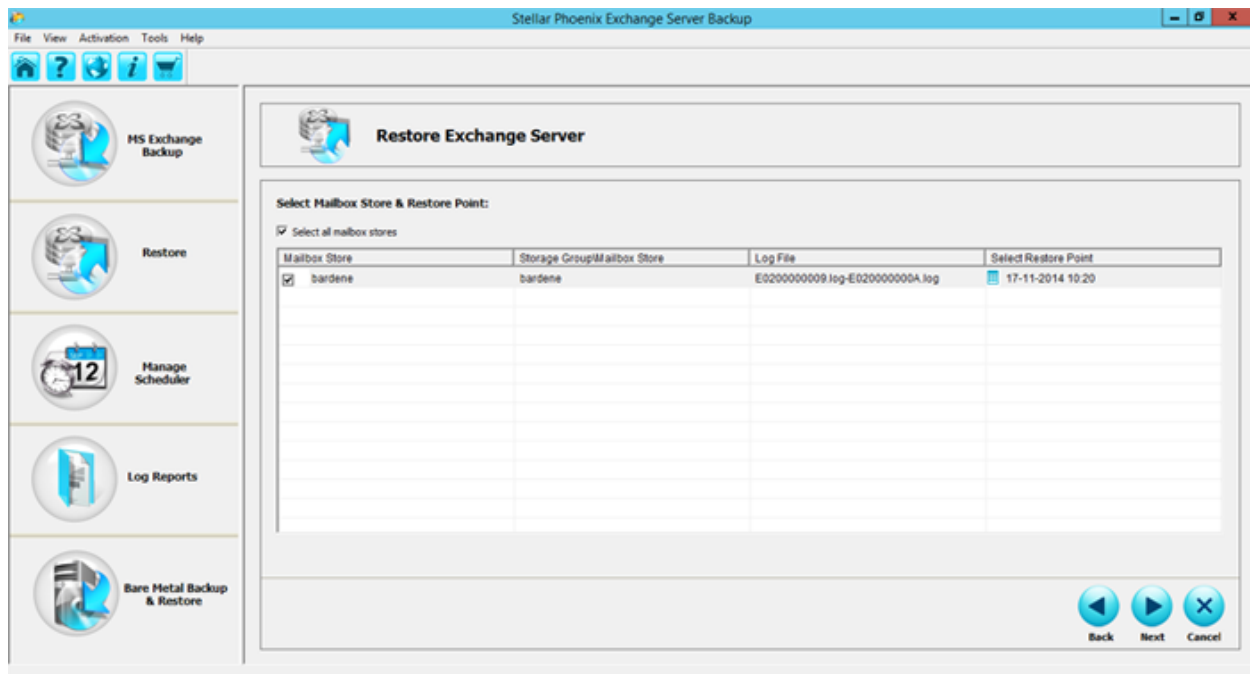 Stellar Phoenix Exchange Server Backup
File View Activation Tools Help
MS Exchange
Backup
Restore
12
Manage
Scheduler
Log Reports
Bare Metal Backup
& Restore
Restore Exchange Server
Select Mailbox Store & Restore Point:
Select all mailbox stores
Mailbox Store Storage Group\Mailbox Store Log File Select Restore Point
bardene bardene E0200000009.log-E020000000A.log 17-11-2014 10:20
Back Next Cancel